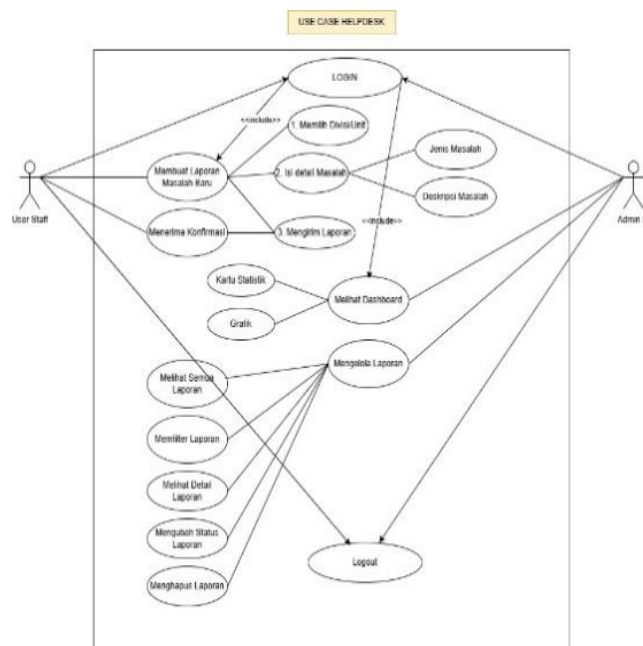 USE CASE HELPDESK
LOGIN
<<include>>
1. Memilih Divisi/Unit
Membuat Laporan
Masalah Baru
2. Isi detail Masalah
Jenis Masalah
Deskripsi Masalah
User Staff
Menerima Konfirmasi
3. Mengirim Laporan
<<include>>
Admin
Kartu Statistik
Melihat Dashboard
Grafik
Mengelola Laporan
Melihat Semua
Laporan
Memfilter Laporan
Melihat Detail
Laporan
Mengubah Status
Laporan
Logout
Menghapus Laporan